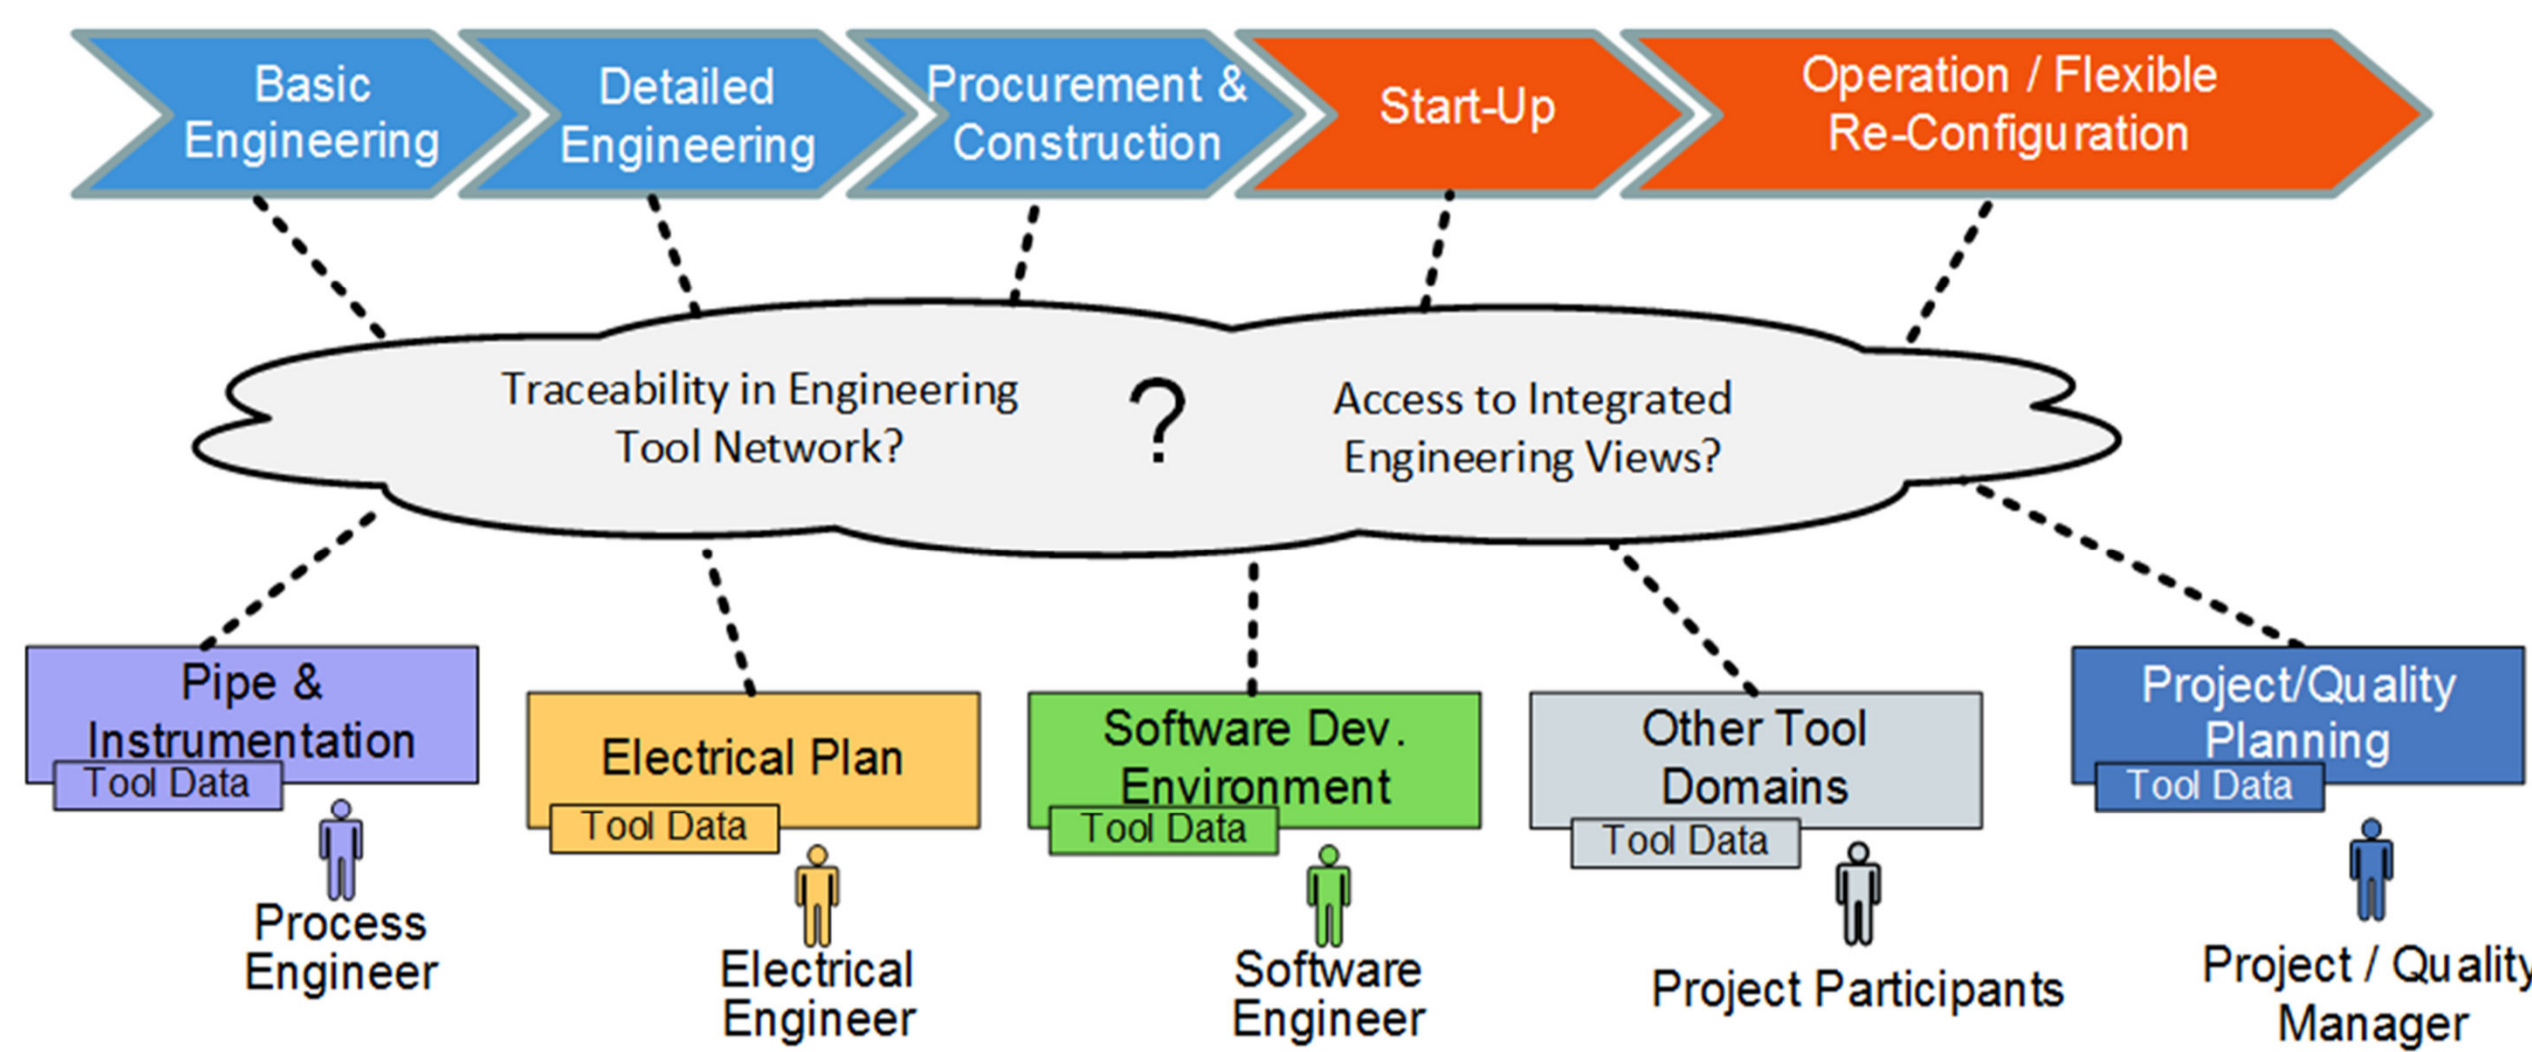 Basic
Engineering
Detailed
Engineering
Procurement &
Construction
Start-Up
Operation / Flexible
Re-Configuration
Traceability in Engineering
Tool Network?
?
Access to Integrated
Engineering Views?
Pipe &
Instrumentation
Tool Data
Process
Engineer
Electrical Plan
Tool Data
Electrical
Engineer
Software Dev.
Environment
Tool Data
Software
Engineer
Other Tool
Domains
Tool Data
Project Participants
Project/Quality
Planning
Tool Data
Project / Quality
Manager